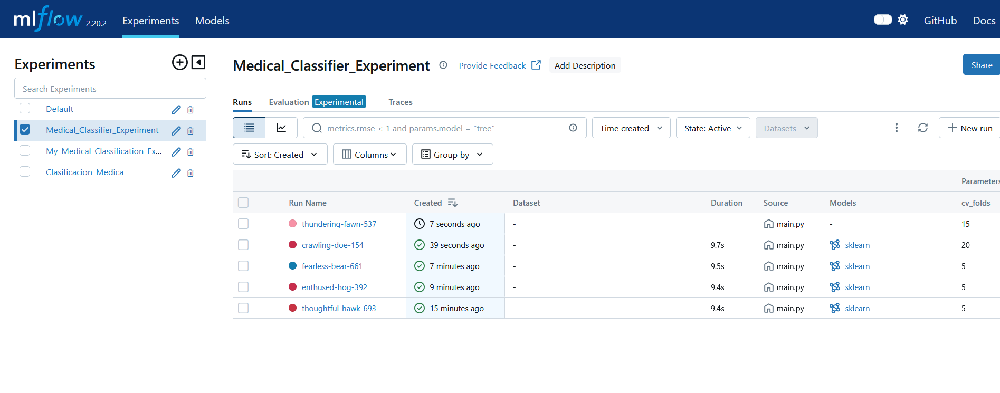 mlflow 2.20.2 Experiments Models GitHub Docs
Experiments
Search Experiments
Default
Medical_Classifier_Experiment
My_Medical_Classification_Ex...
Clasificacion_Medica
Medical_Classifier_Experiment Provide Feedback Add Description Share
Runs Evaluation Experimental Traces
metrics.rmse < 1 and params.model = "tree" Time created State: Active Datasets New run
Sort: Created Columns Group by
Parameters
Run Name Created Dataset Duration Source Models cv_folds
thundering-fawn-537 7 seconds ago - main.py - 15
crawling-doe-154 39 seconds ago - 9.7s main.py sklearn 20
fearless-bear-661 7 minutes ago - 9.5s main.py sklearn 5
enthused-hog-392 9 minutes ago - 9.4s main.py sklearn 5
thoughtful-hawk-693 15 minutes ago - 9.4s main.py sklearn 5